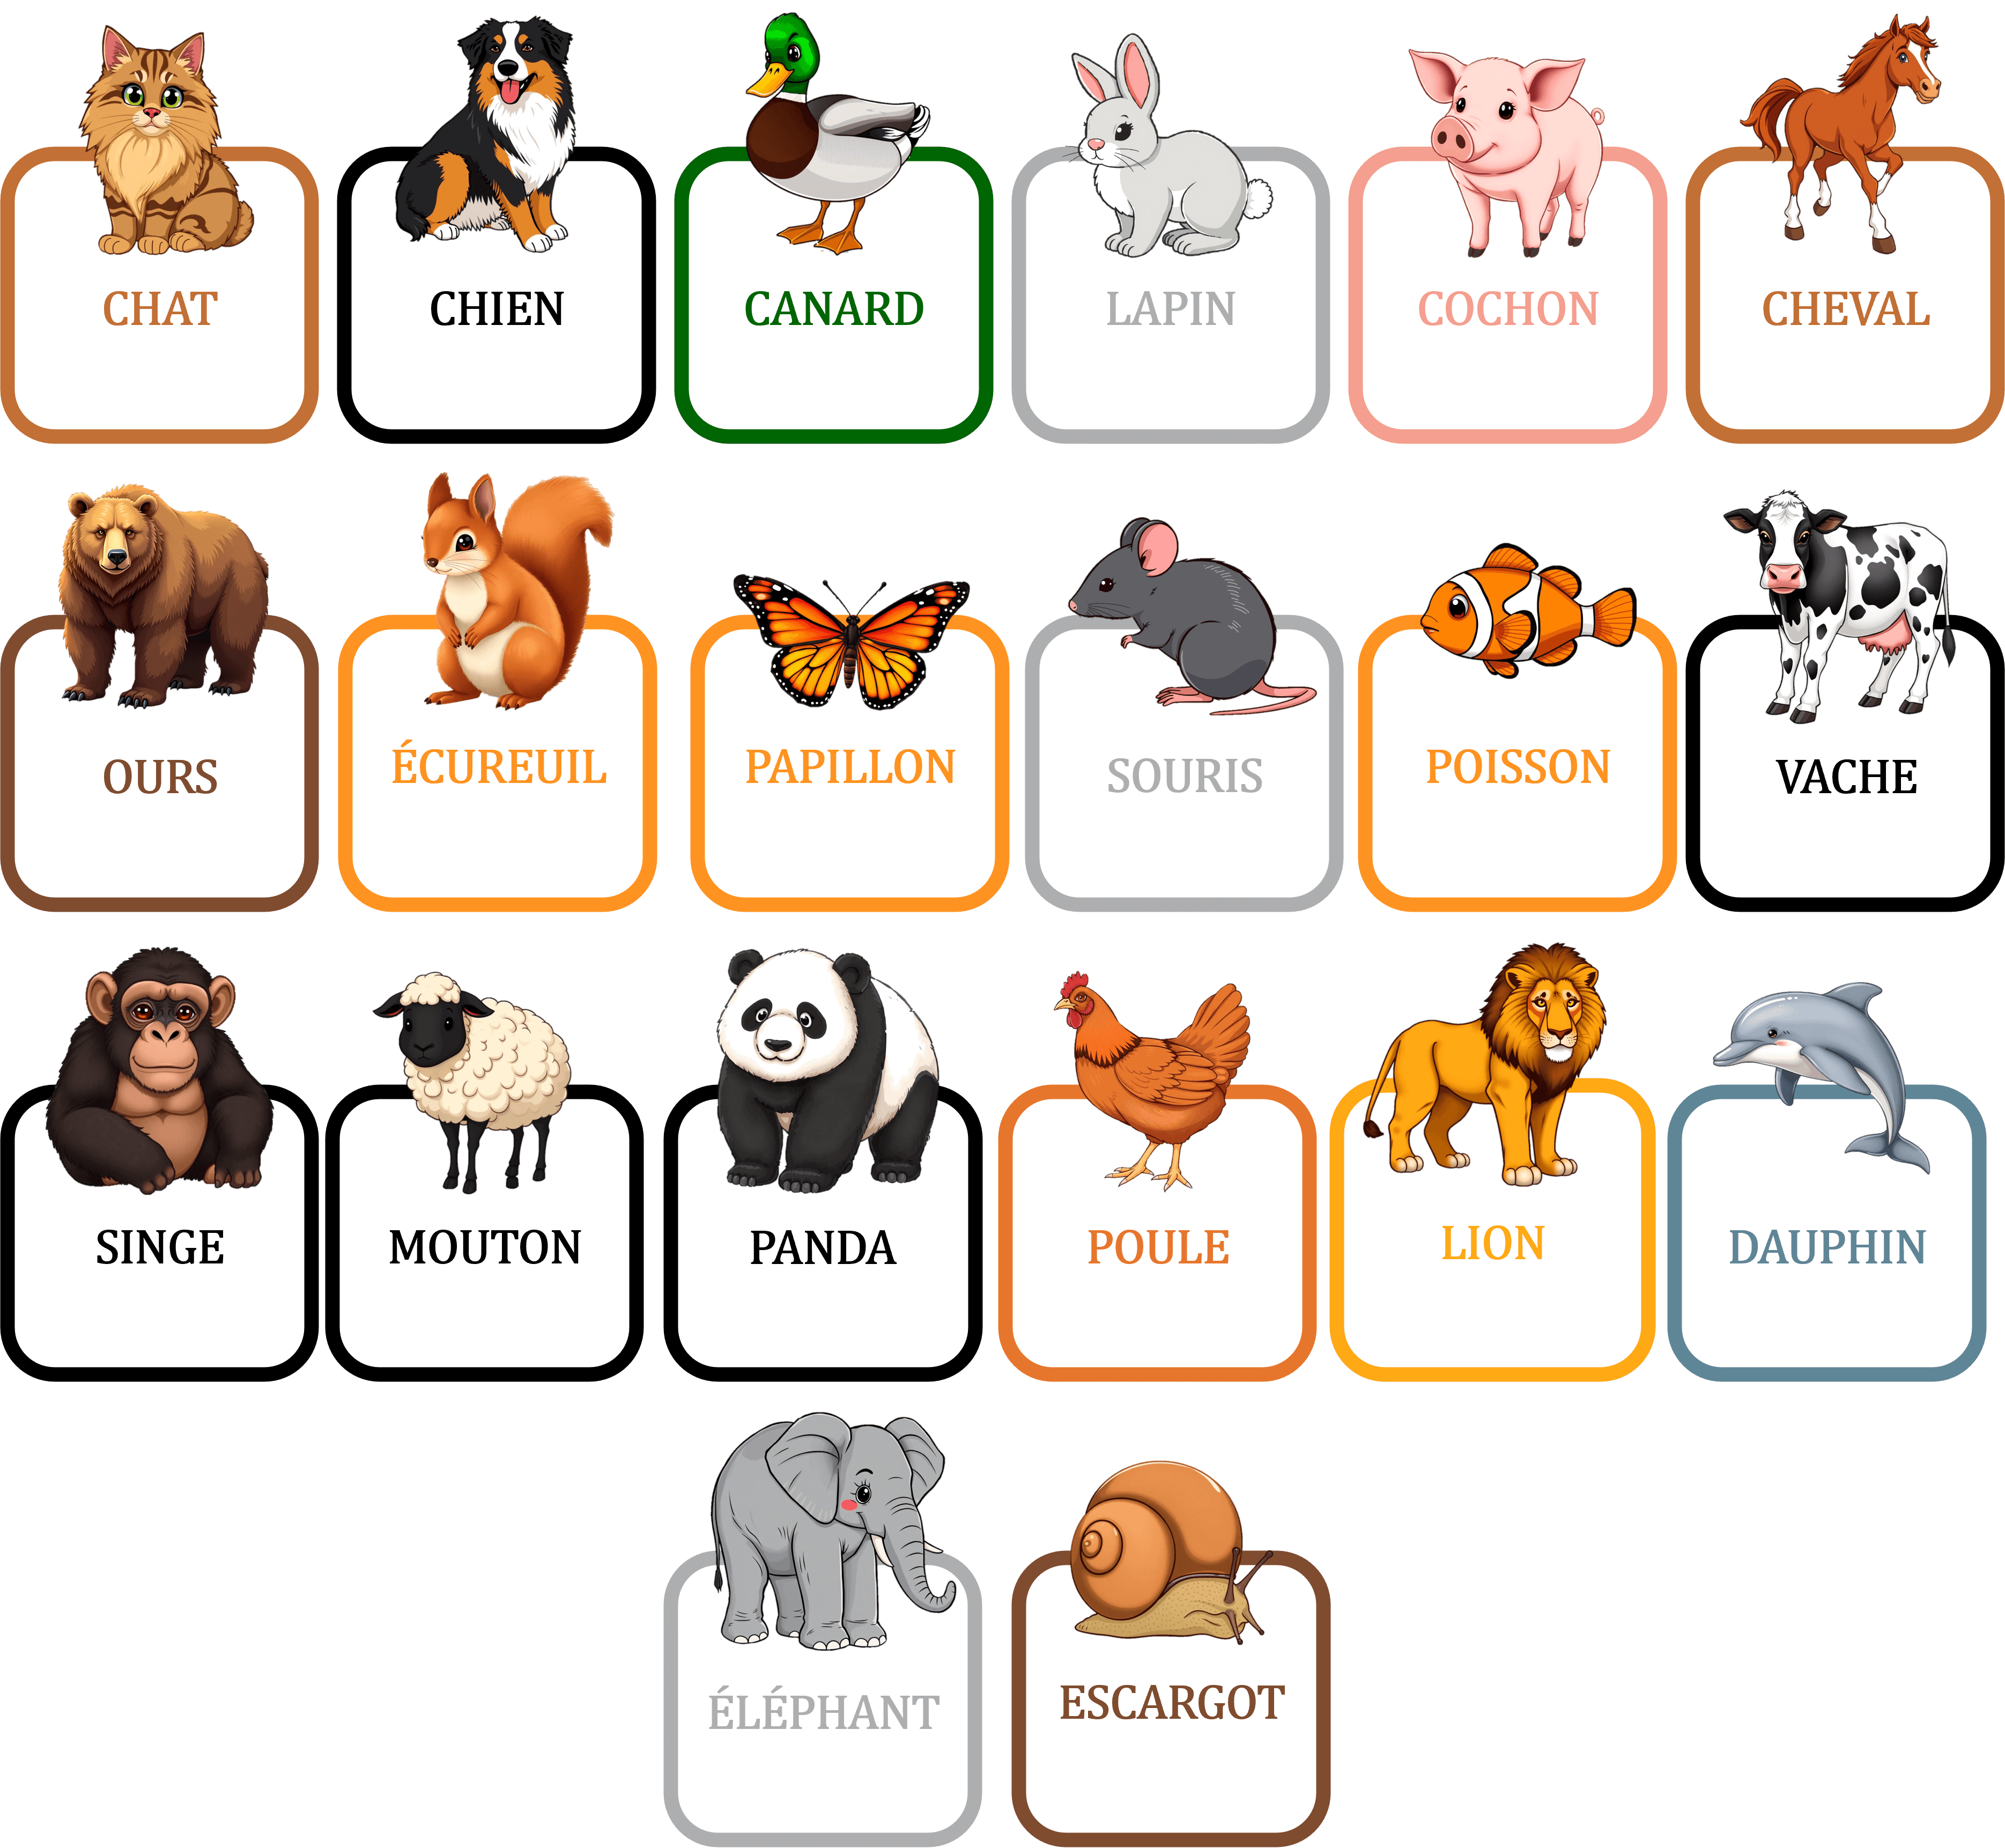 CHAT
CHIEN
CANARD
LAPIN
COCHON
CHEVAL
OURS
ÉCUREUIL
PAPILLON
SOURIS
POISSON
VACHE
SINGE
MOUTON
PANDA
POULE
LION
DAUPHIN
ÉLÉPHANT
ESCARGOT